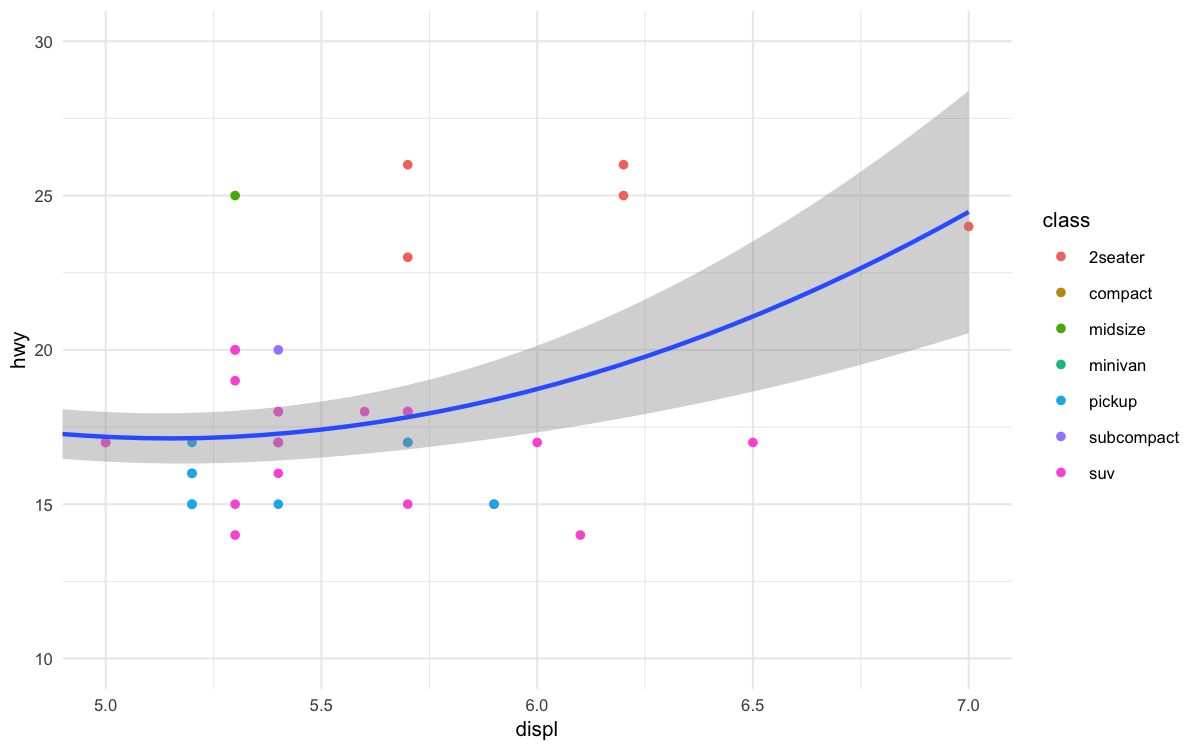 30
25
20
15
10
hwy
5.0
5.5
6.0
6.5
7.0
displ
class
2seater
compact
midsize
minivan
pickup
subcompact
suv